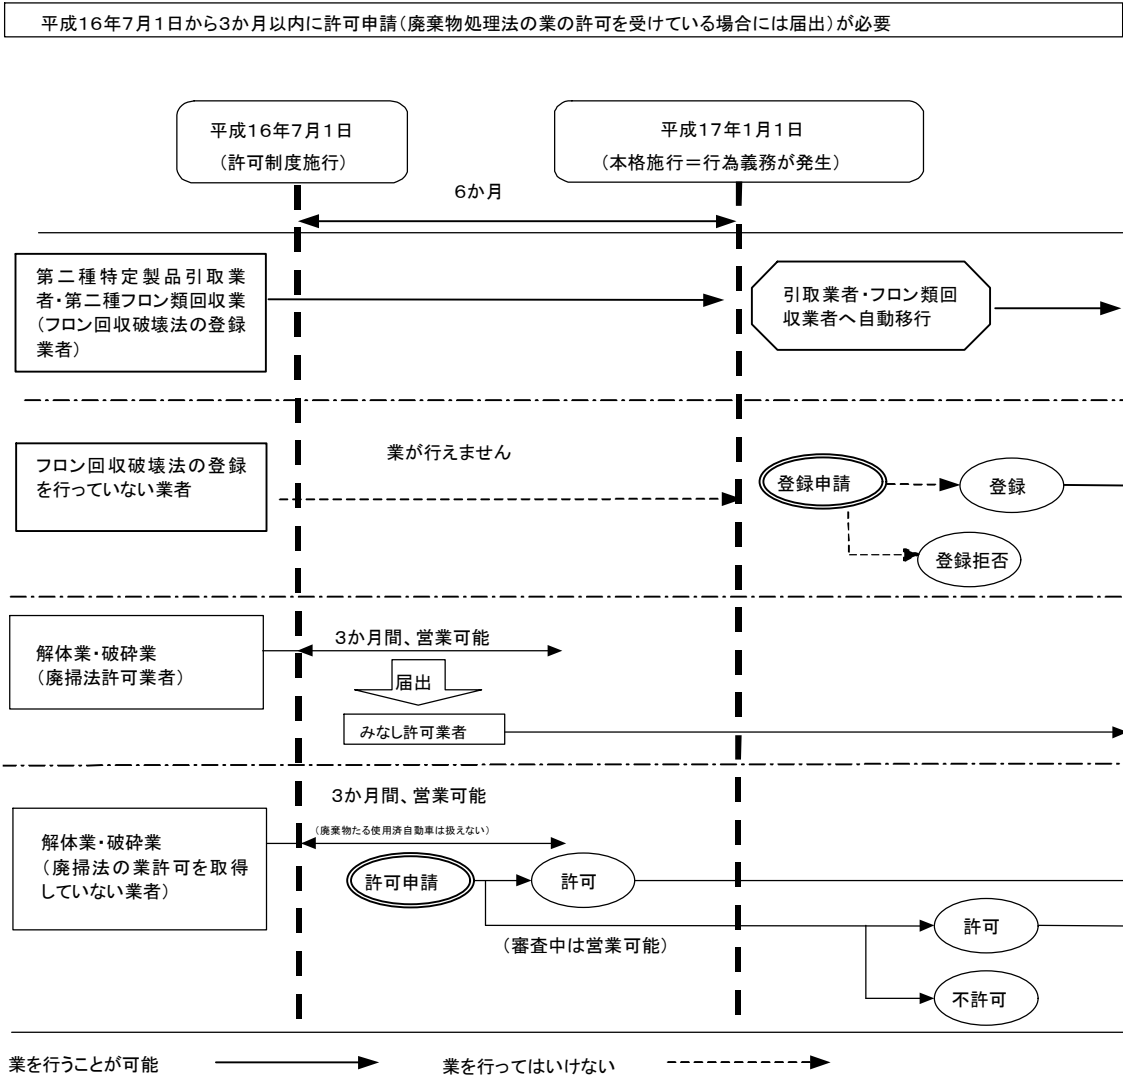 平成16年7月1日から3か月以内に許可申請(廃棄物処理法の業の許可を受けている場合には届出)が必要
平成16年7月1日
(許可制度施行)
平成17年1月1日
(本格施行=行為義務が発生)
6か月
第二種特定製品引取業
者・第二種フロン類回収業
(フロン回収破壊法の登録
業者)
引取業者・フロン類回
収業者へ自動移行
フロン回収破壊法の登録
を行っていない業者
業が行えません
登録申請
登録
登録拒否
解体業・破砕業
(廃掃法許可業者)
3か月間、営業可能
届出
みなし許可業者
解体業・破砕業
(廃掃法の業許可を取得
していない業者)
3か月間、営業可能
(廃棄物たる使用済自動車は扱えない)
許可申請
許可
(審査中は営業可能)
許可
不許可
業を行うことが可能
業を行ってはいけない